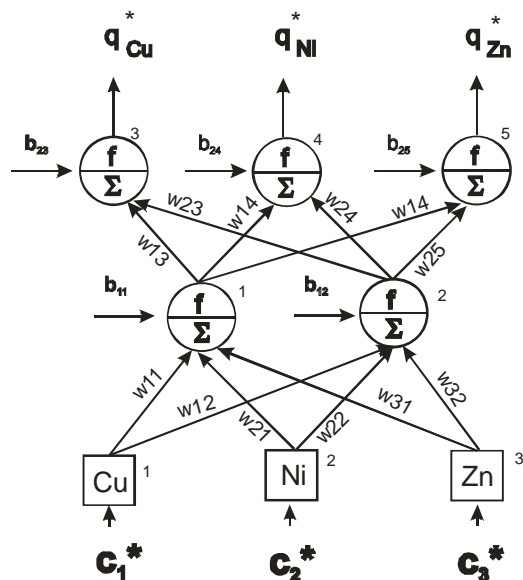 q*Cu q*Ni q*Zn
3 4 5
b23 f b24 f b25 f
Σ Σ Σ
w23 w14 w24 w14
w13 w25
1 2
b11 f b12 f
Σ Σ
w11 w12 w21 w22 w31 w32
Cu 1 Ni 2 Zn 3
C1* C2* C3*